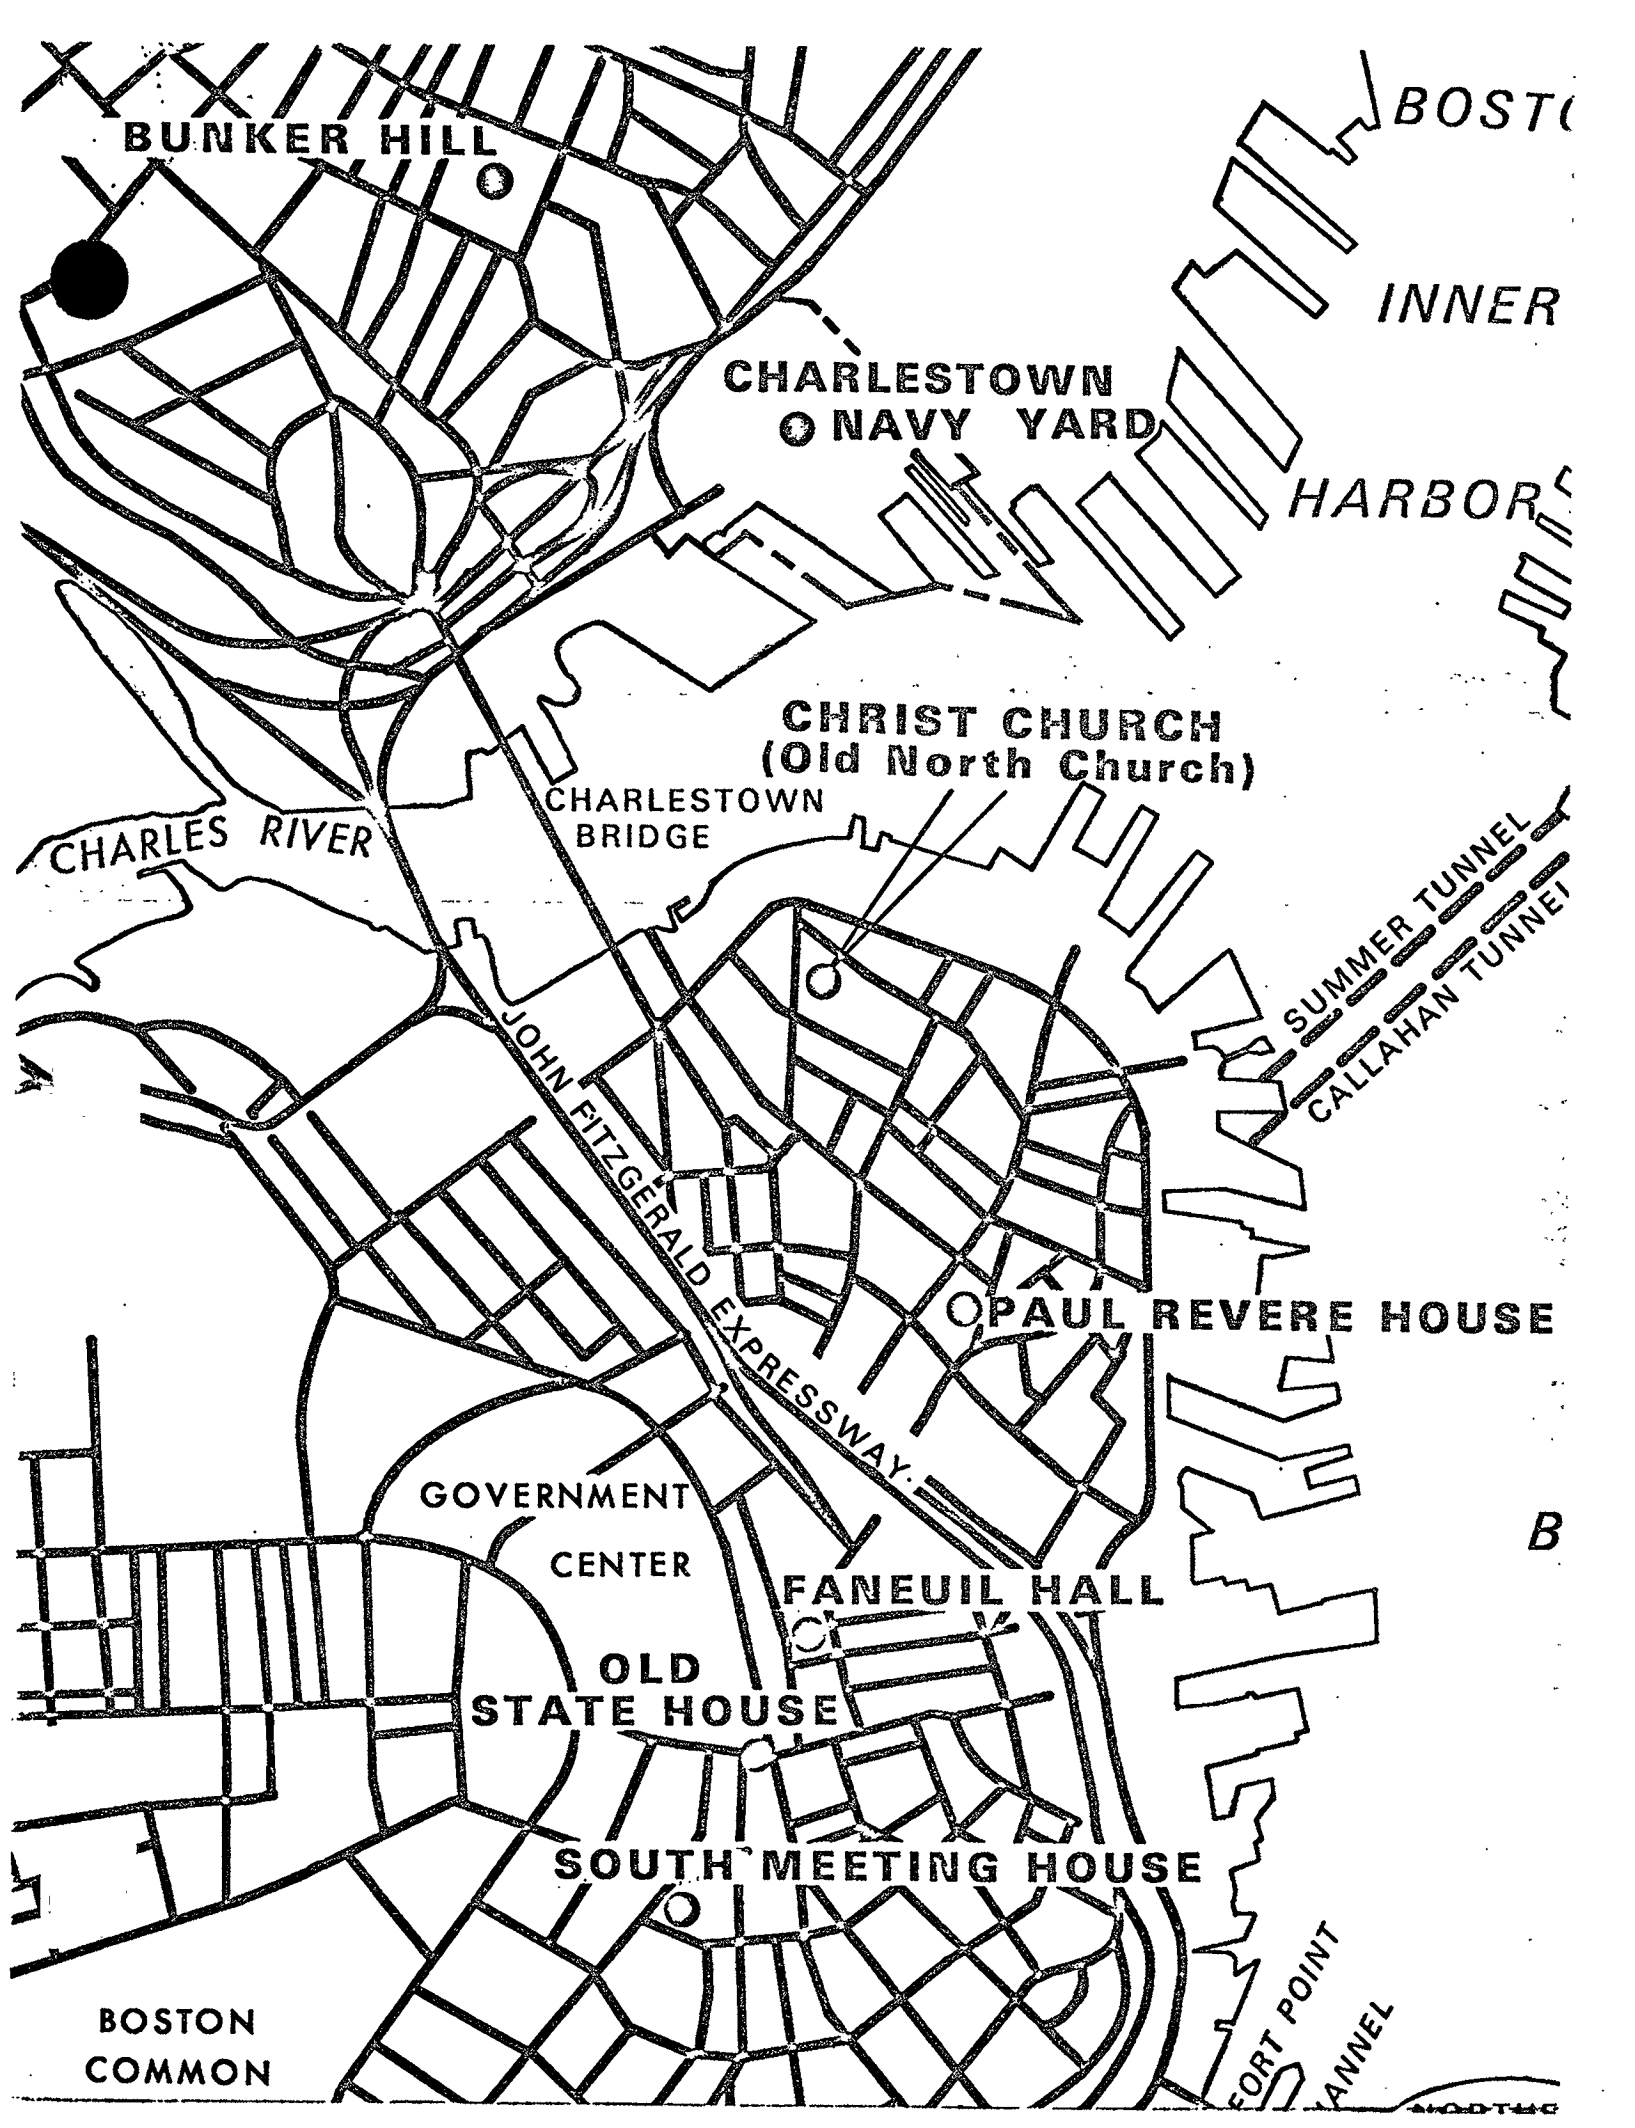 BOSTO
BUNKER HILL
INNER
CHARLESTOWN
NAVY YARD
HARBOR
CHRIST CHURCH
(Old North Church)
CHARLESTOWN
BRIDGE
CHARLES RIVER
SUMMER TUNNEL
CALLAHAN TUNNEL
JOHN FITZGERALD EXPRESSWAY
PAUL REVERE HOUSE
GOVERNMENT
CENTER
B
FANEUIL HALL
OLD
STATE HOUSE
SOUTH MEETING HOUSE
BOSTON
COMMON
FORT POINT
ANNEL